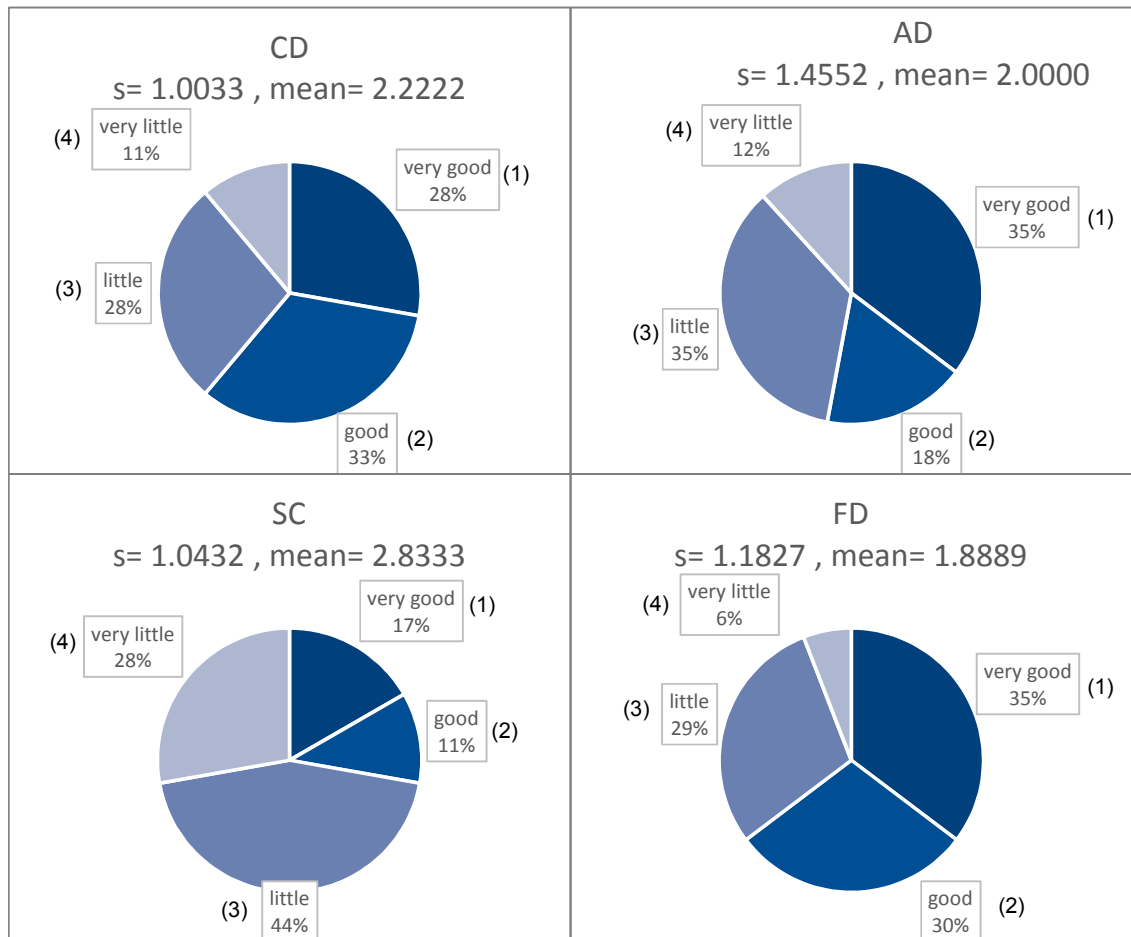 CD
s= 1.0033 , mean= 2.2222
(4)
very little
11%
very good
28%
(1)
(3)
little
28%
good
33%
(2)
AD
s= 1.4552 , mean= 2.0000
(4)
very little
12%
very good
35%
(1)
(3)
little
35%
good
18%
(2)
SC
s= 1.0432 , mean= 2.8333
very good
17%
(1)
(4)
very little
28%
good
11%
(2)
(3)
little
44%
FD
s= 1.1827 , mean= 1.8889
(4)
very little
6%
very good
35%
(1)
(3)
little
29%
good
30%
(2)